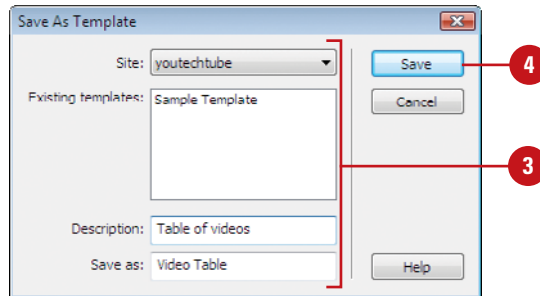 Save As Template
Site: youtechtube
Save
4
Existing templates: Sample Template
Cancel
3
Description: Table of videos
Save as: Video Table
Help